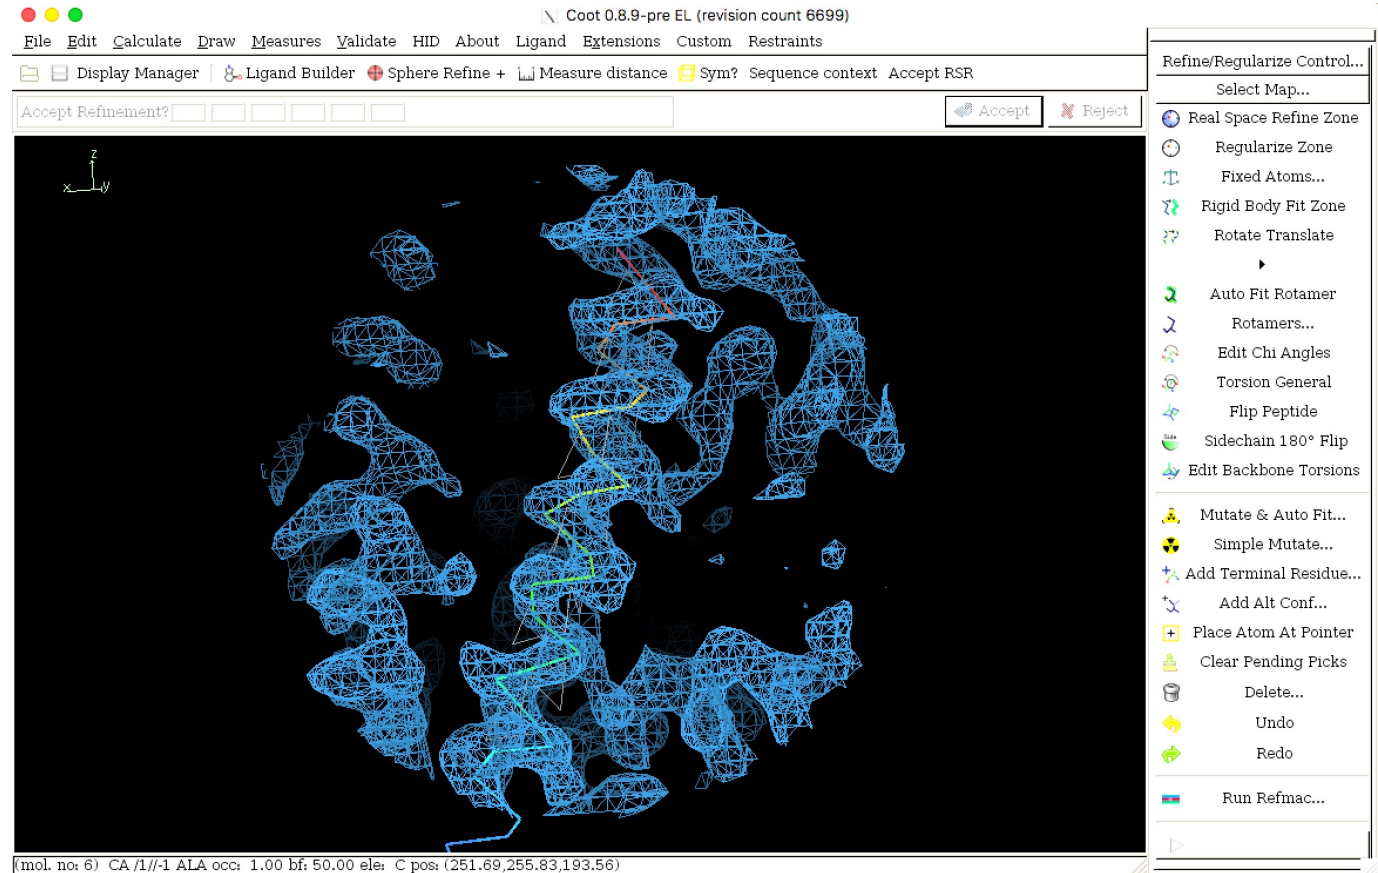 Coot 0.8.9-pre EL (revision count 6699)
File Edit Calculate Draw Measures Validate HID About Ligand Extensions Custom Restraints
Display Manager Ligand Builder Sphere Refine + Measure distance Sym? Sequence context Accept RSR
Accept Refinement? Accept Reject
z
x y
Refine/Regularize Control...
Select Map...
Real Space Refine Zone
Regularize Zone
Fixed Atoms...
Rigid Body Fit Zone
Rotate Translate
Auto Fit Rotamer
Rotamers...
Edit Chi Angles
Torsion General
Flip Peptide
Side Sidechain 180° Flip
Edit Backbone Torsions
Mutate & Auto Fit...
Simple Mutate...
Add Terminal Residue...
Add Alt Conf...
Place Atom At Pointer
Clear Pending Picks
Delete...
Undo
Redo
Run Refmac...
(mol. no: 6) CA /1//-1 ALA occ: 1.00 bf: 50.00 ele: C pos: (251.69,255.83,193.56)